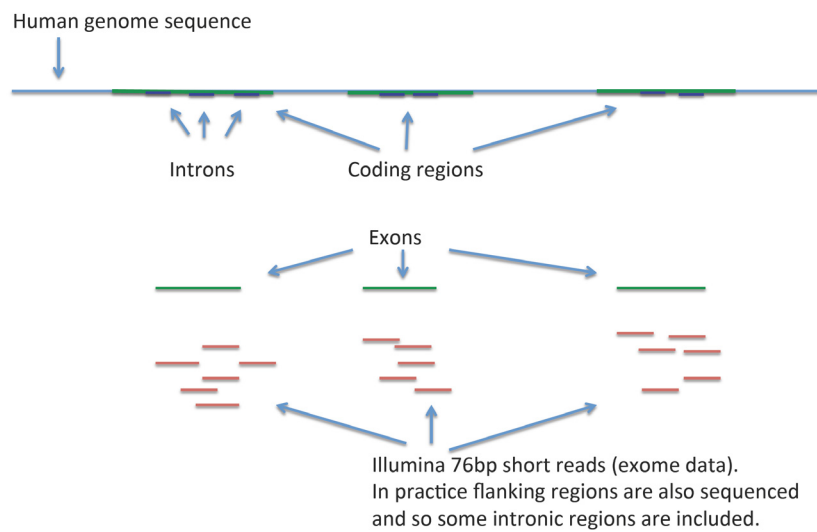 Human genome sequence
Introns
Coding regions
Exons
Illumina 76bp short reads (exome data).
In practice flanking regions are also sequenced
and so some intronic regions are included.